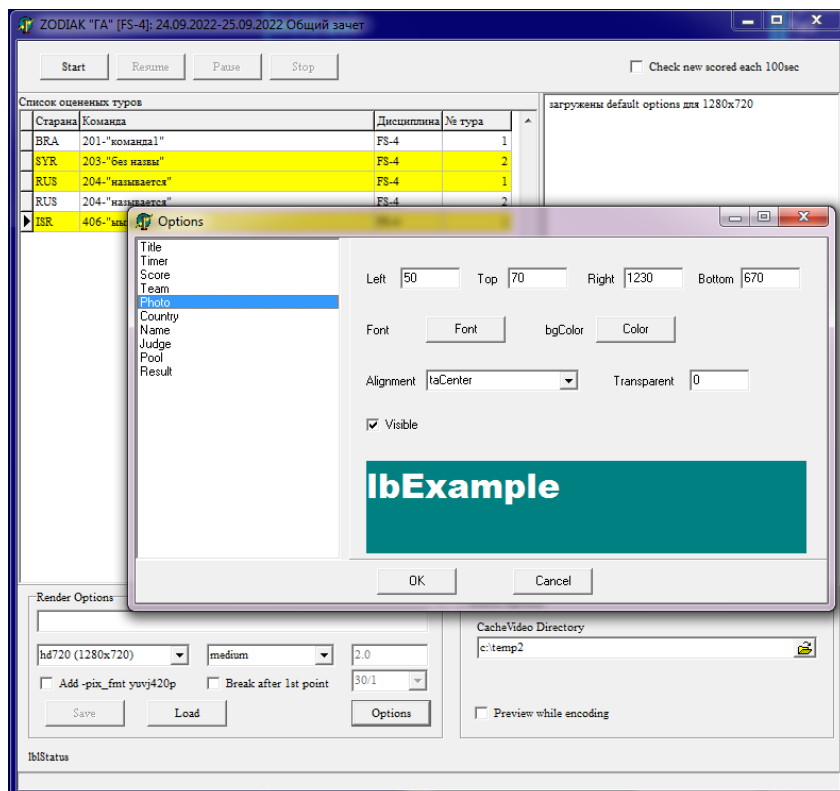 ZODIAK "ГА" [FS-4]: 24.09.2022-25.09.2022 Общий зачет
Start Resume Pause Stop Check new scored each 100sec
Список оцененых туров
Старана Команда Дисциплина № тура
BRA 201-"команда1" FS-4 1
SYR 203-"без назвы" FS-4 2
RUS 204-"называется" FS-4 1
RUS 204-"называется" FS-4 2
ISR
загружены default options для 1280x720
Options
Title
Timer
Score
Team
Photo
Country
Name
Judge
Pool
Result
Left 50 Top 70 Right 1230 Bottom 670
Font Font bgColor Color
Alignment taCenter Transparent 0
Visible
lbExample
OK Cancel
Render Options
hd720 (1280x720) medium 2.0
Add -pix_fmt yuvj420p Break after 1st point 30/1
Save Load Options
CacheVideo Directory
c:\temp2
Preview while encoding
lblStatus